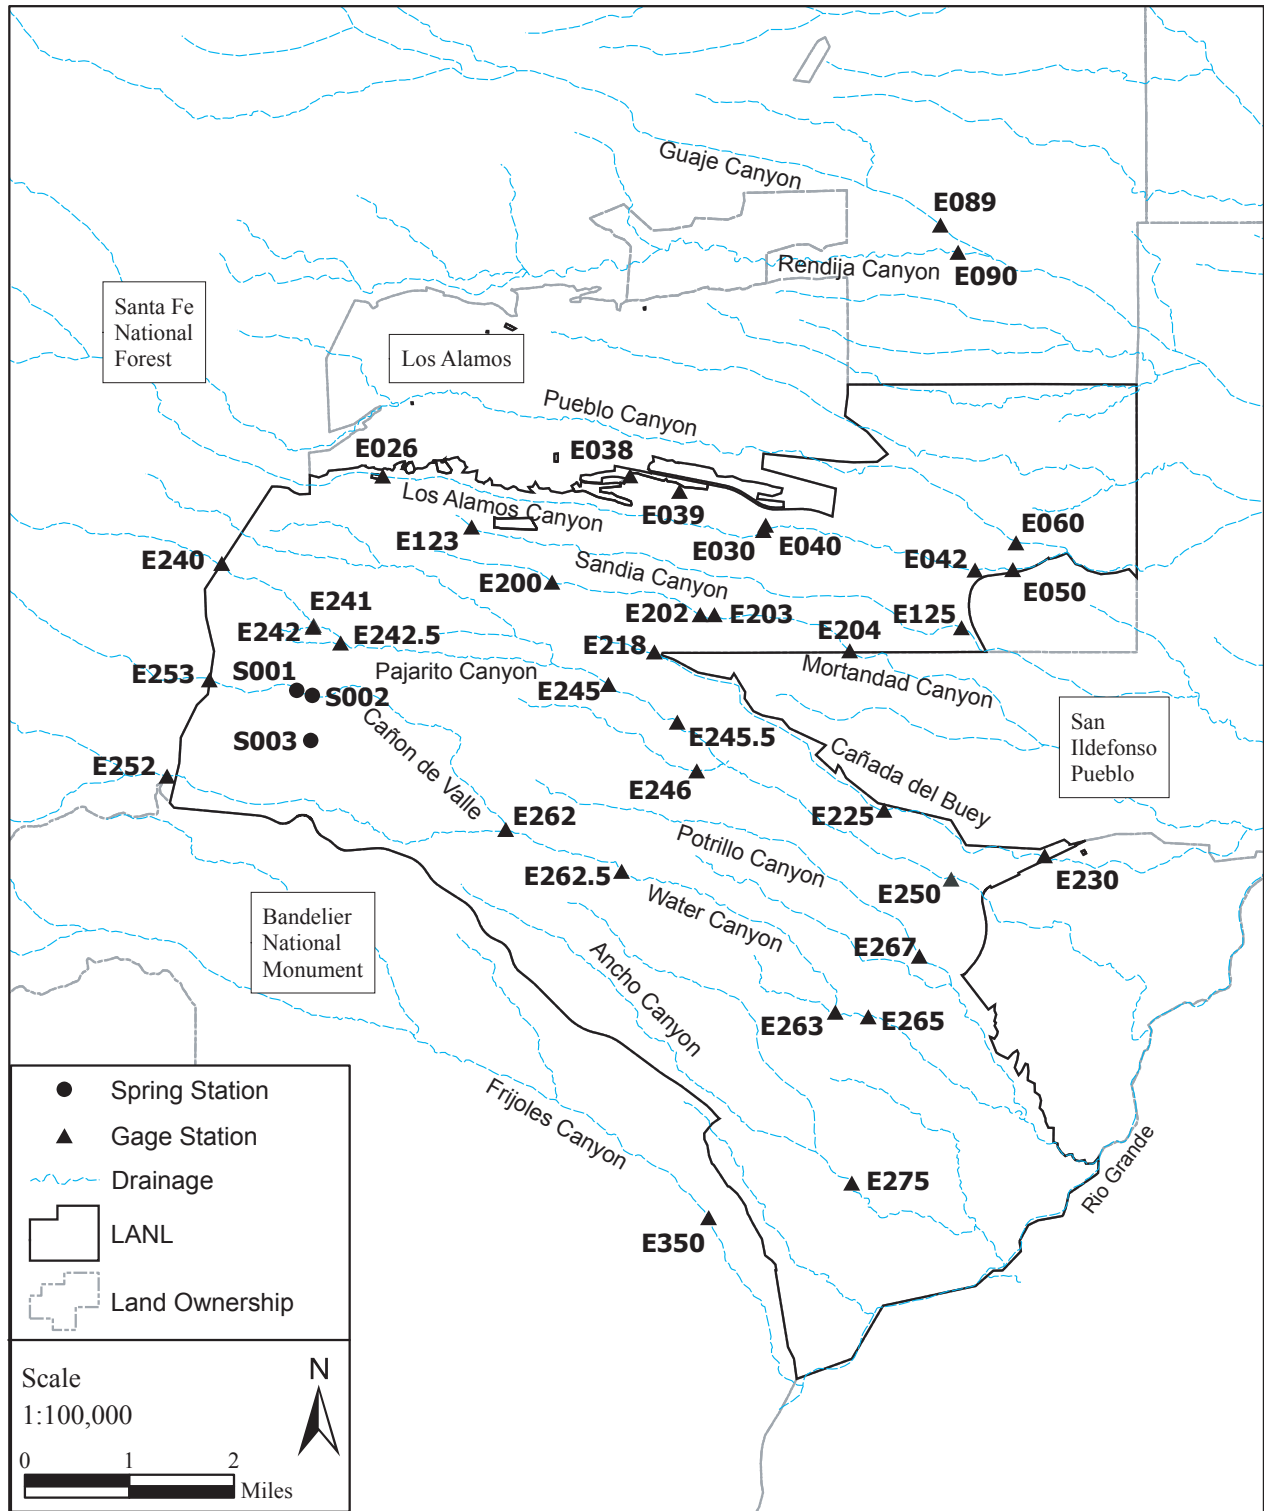 Guaje Canyon
E089
Rendija Canyon
E090
Santa Fe
National
Forest
Los Alamos
Pueblo Canyon
E026
E038
Los Alamos Canyon
E039
E123
E030
E040
E060
E240
Sandia Canyon
E042
E050
E200
E241
E202
E203
E125
E242
E242.5
E218
E204
E253
S001
Pajarito Canyon
Mortandad Canyon
S002
E245
S003
Cañon de Valle
E245.5
San
Ildefonso
Pueblo
E252
E246
Cañada del Buey
E262
E225
Potrillo Canyon
E262.5
E250
E230
Bandelier
National
Monument
Water Canyon
E267
Ancho Canyon
E263
E265
Frijoles Canyon
E275
Rio Grande
E350
Spring Station
Gage Station
Drainage
LANL
Land Ownership
Scale
1:100,000
N
0 1 2
Miles